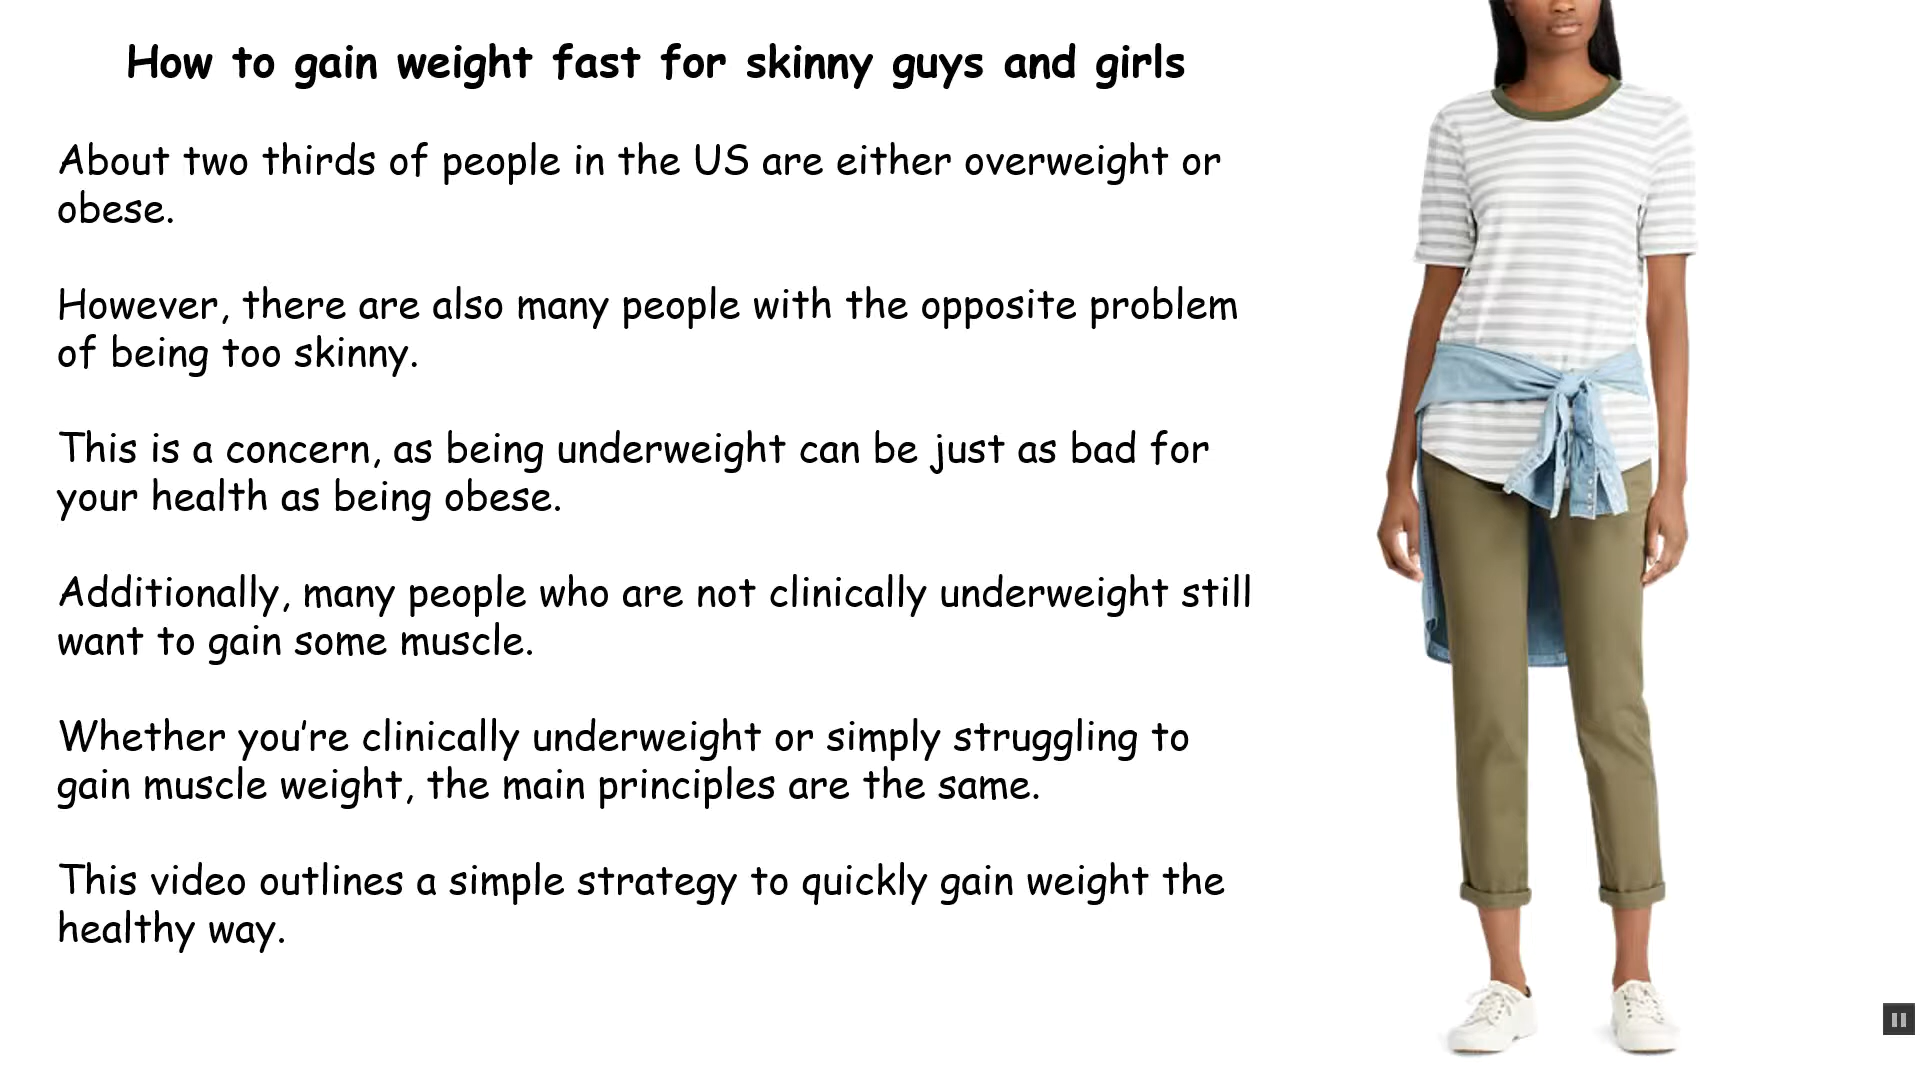 How to gain weight fast for skinny guys and girls
About two thirds of people in the US are either overweight or
obese.
However, there are also many people with the opposite problem
of being too skinny.
This is a concern, as being underweight can be just as bad for
your health as being obese.
Additionally, many people who are not clinically underweight still
want to gain some muscle.
Whether you’re clinically underweight or simply struggling to
gain muscle weight, the main principles are the same.
This video outlines a simple strategy to quickly gain weight the
healthy way.